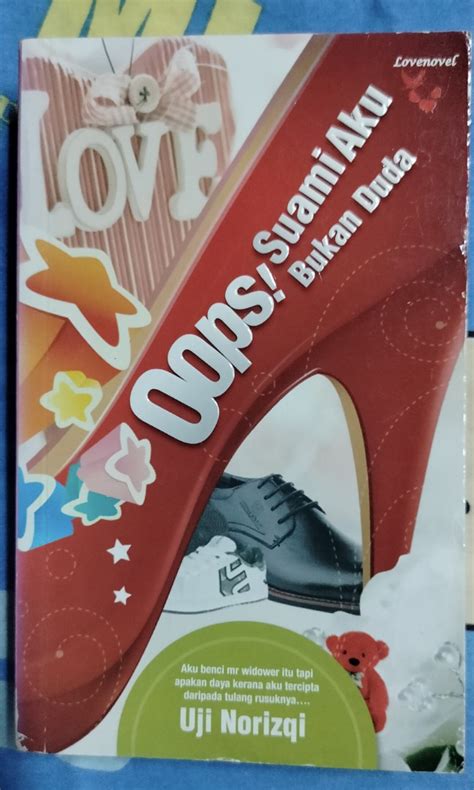 Lovenovel
LOVE
Oops! Suami Aku
Bukan Duda
Aku benci mr widower itu tapi
apakan daya kerana aku tercipta
daripada tulang rusuknya....
Uji Norizqi